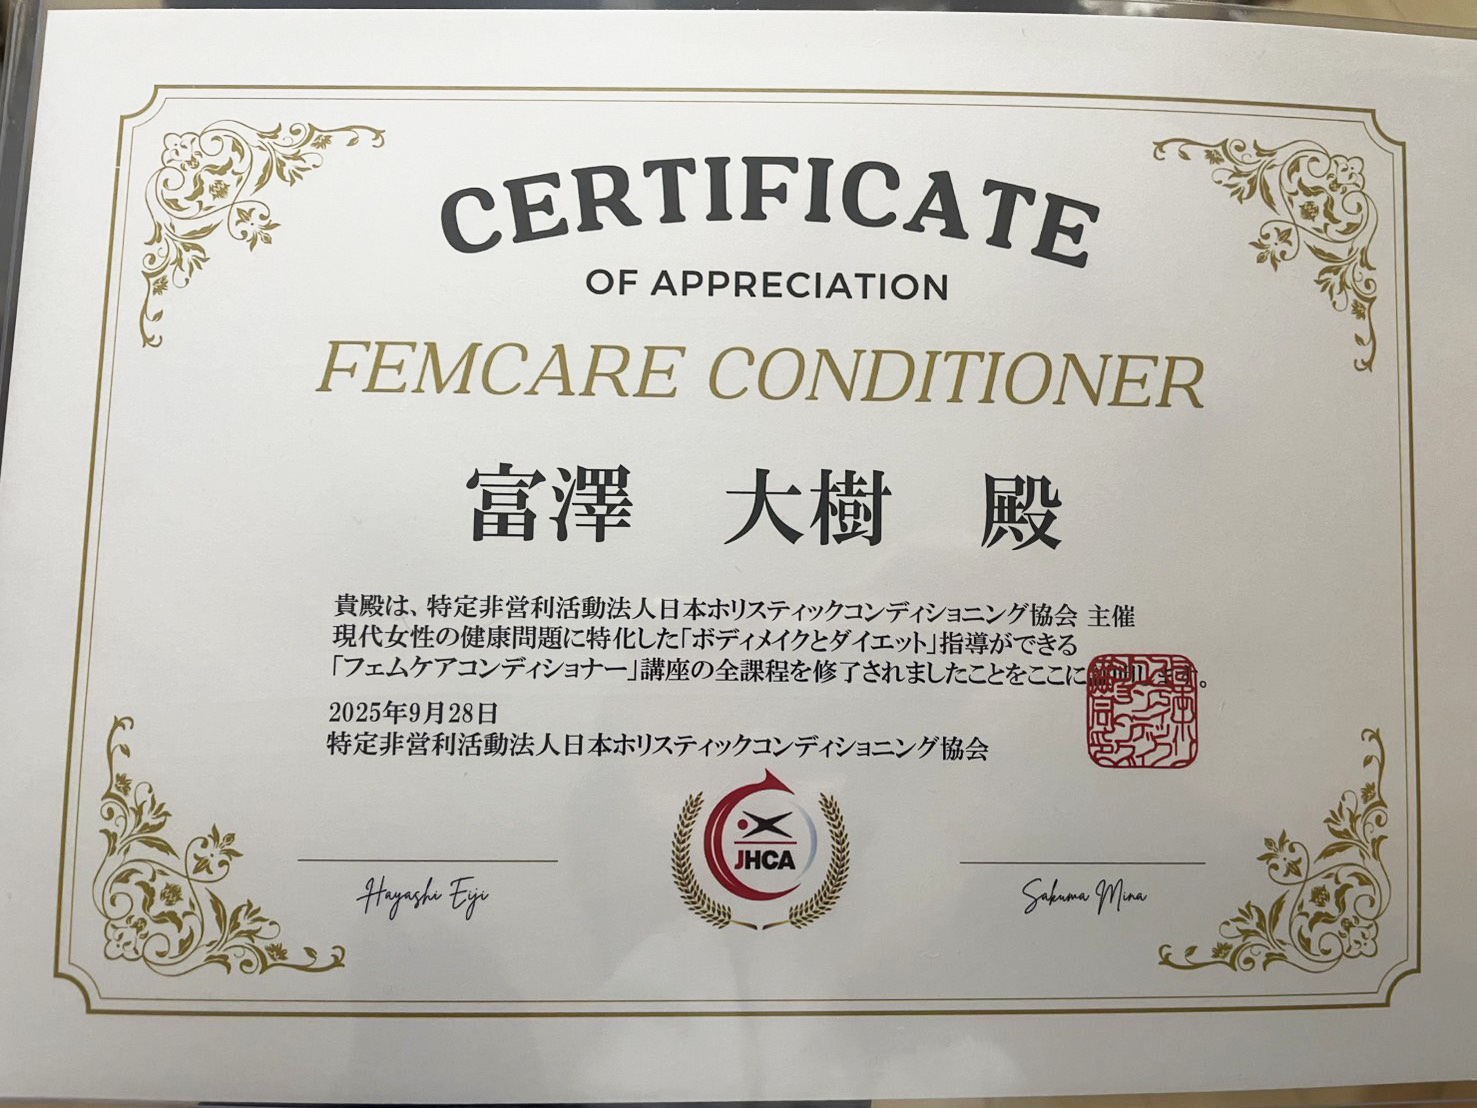 CERTIFICATE
OF APPRECIATION
FEMCARE CONDITIONER
富澤 大樹 殿
貴殿は、特定非営利活動法人日本ホリスティックコンディショニング協会 主催
現代女性の健康問題に特化した「ボディメイクとダイエット」指導ができる
「フェムケアコンディショナー」講座の全課程を修了されましたことをここに します。
2025年9月28日
特定非営利活動法人日本ホリスティックコンディショニング協会
JHCA
Hayashi Eiji
Sakuma Mina